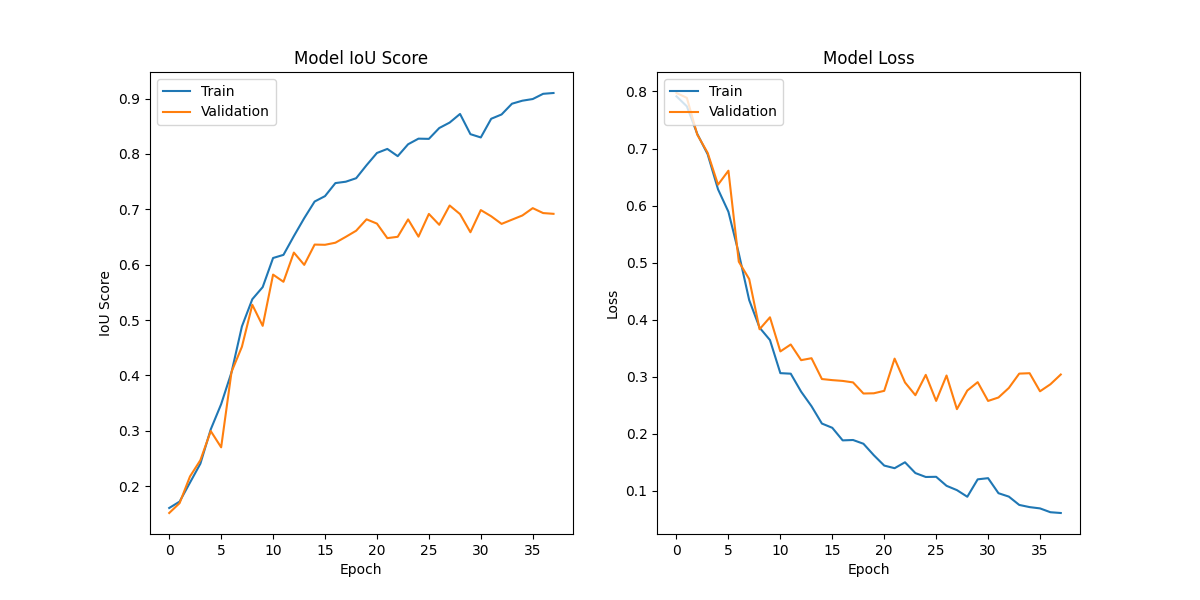 Model IoU Score
Train
Validation
IoU Score
0.9
0.8
0.7
0.6
0.5
0.4
0.3
0.2
0 5 10 15 20 25 30 35
Epoch
Model Loss
Train
Validation
Loss
0.8
0.7
0.6
0.5
0.4
0.3
0.2
0.1
0 5 10 15 20 25 30 35
Epoch